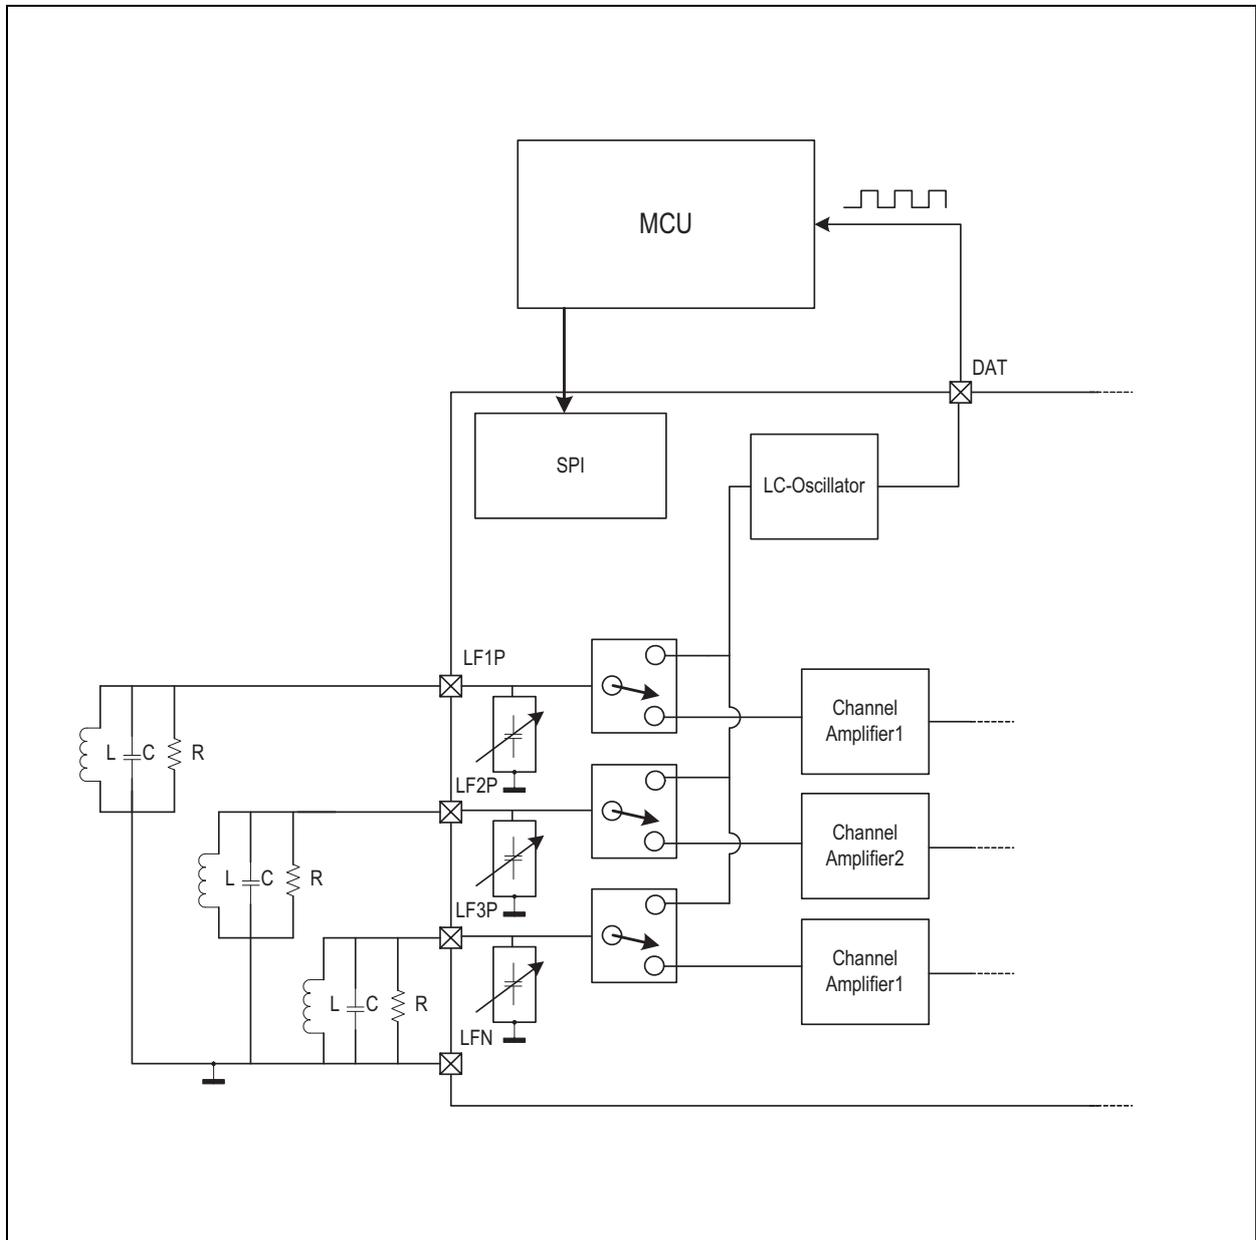 MCU
DAT
SPI
LC-Oscillator
LF1P
Channel
Amplifier1
L
C
R
LF2P
Channel
Amplifier2
L
C
R
LF3P
Channel
Amplifier1
L
C
R
LFN